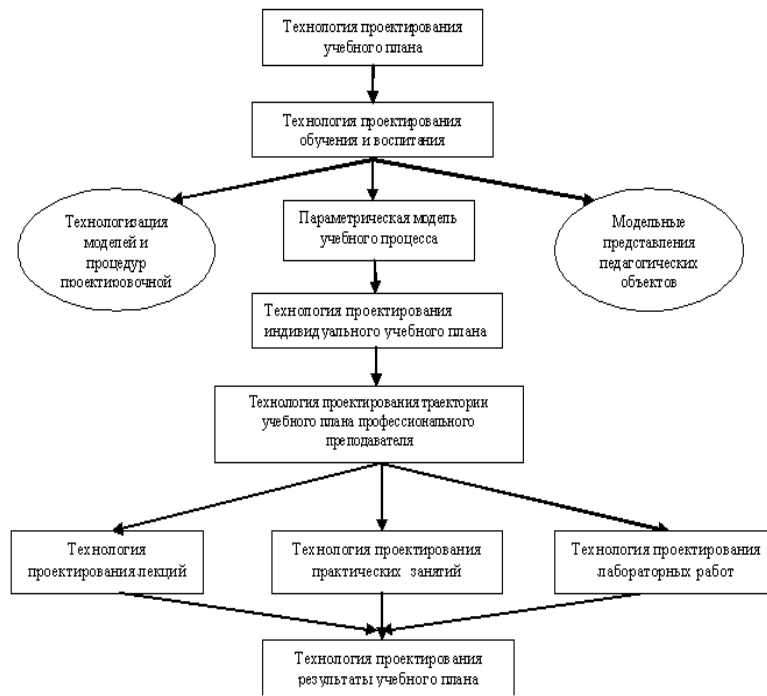 Технология проектирования
учебного плана
Технология проектирования
обучения и воспитания
Технологизация
моделей и
процедур
проектировочной
Параметрическая модель
учебного процесса
Модельные
представления
педагогических
объектов
Технология проектирования
индивидуального учебного плана
Технология проектирования траектории
учебного плана профессионального
преподавателя
Технология
проектирования лекций
Технология проектирования
практических занятий
Технология проектирования
лабораторных работ
Технология проектирования
результаты учебного плана